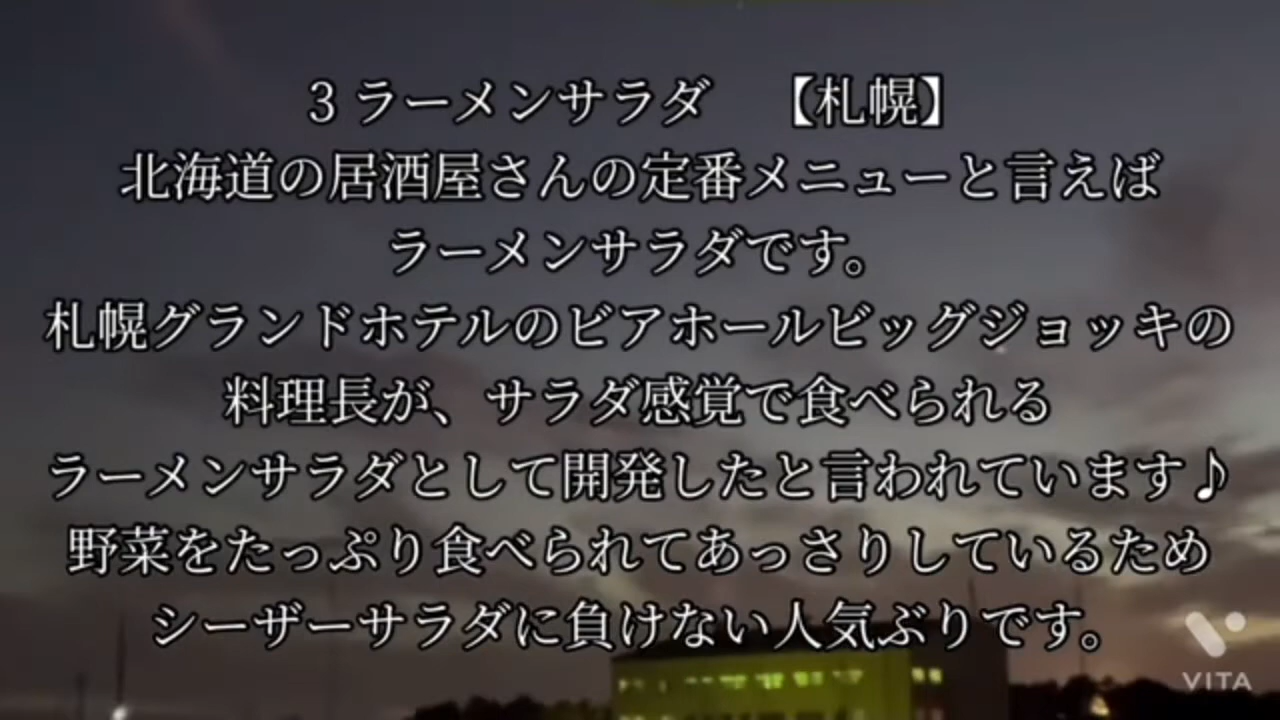 3 ラーメンサラダ　【札幌】
北海道の居酒屋さんの定番メニューと言えば
ラーメンサラダです。
札幌グランドホテルのビアホールビッグジョッキの
料理長が、サラダ感覚で食べられる
ラーメンサラダとして開発したと言われています♪
野菜をたっぷり食べられてあっさりしているため
シーザーサラダに負けない人気ぶりです。
VITA